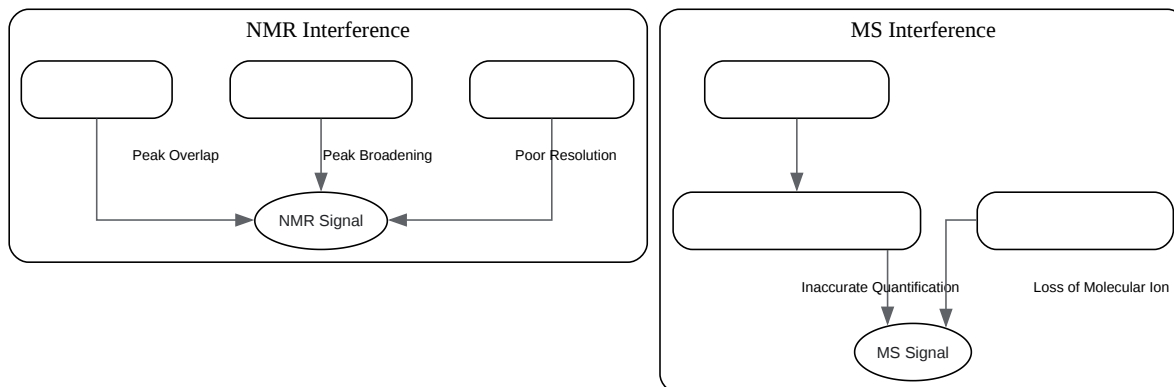 NMR Interference
Peak Overlap
Peak Broadening
Poor Resolution
NMR Signal
MS Interference
Inaccurate Quantification
Loss of Molecular Ion
MS Signal